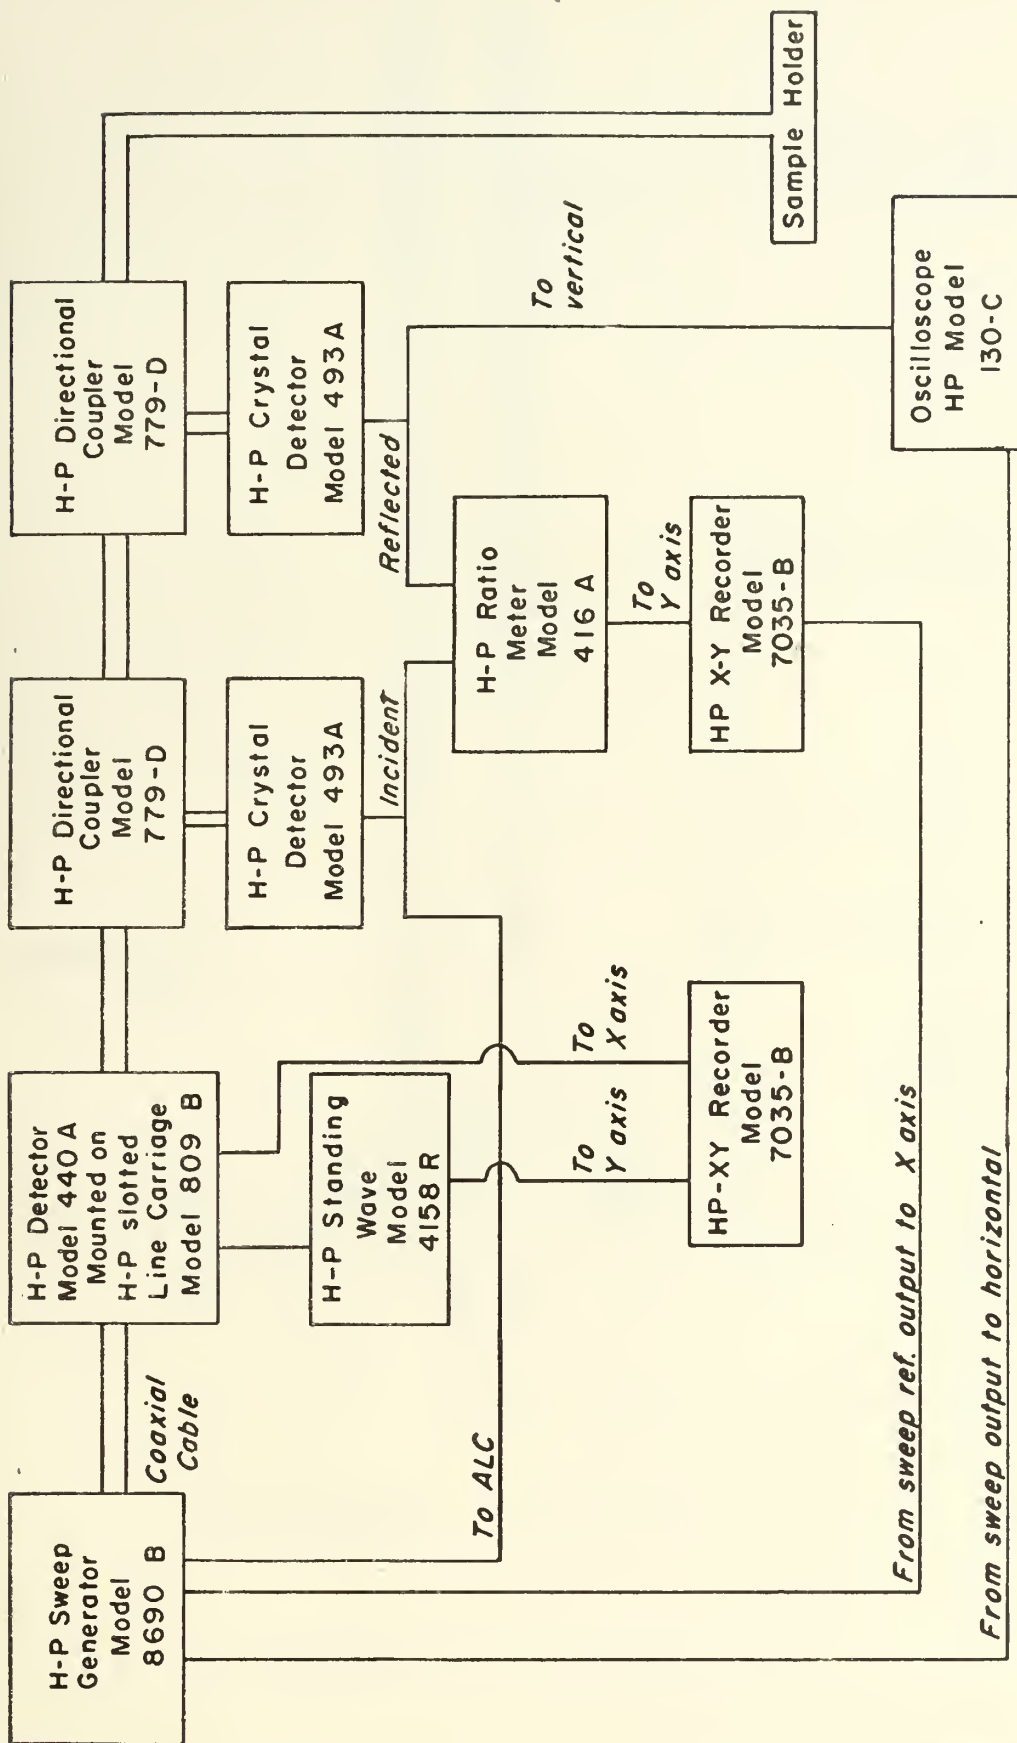 H-P Sweep
Generator
Model
8690 B
Coaxial
Cable
H-P Detector
Model 440 A
Mounted on
H-P slotted
Line Carriage
Model 809 B
H-P Directional
Coupler
Model
779-D
H-P Directional
Coupler
Model
779-D
H-P Crystal
Detector
Model 493A
H-P Crystal
Detector
Model 493A
H-P Standing
Wave
Model
4158 R
Incident
Reflected
To ALC
H-P Ratio
Meter
Model
416 A
To
Y axis
To
X axis
To
Y axis
To
vertical
HP-XY Recorder
Model
7035-B
HP X-Y Recorder
Model
7035-B
Sample Holder
From sweep ref. output to X axis
Oscilloscope
HP Model
130-C
From sweep output to horizontal